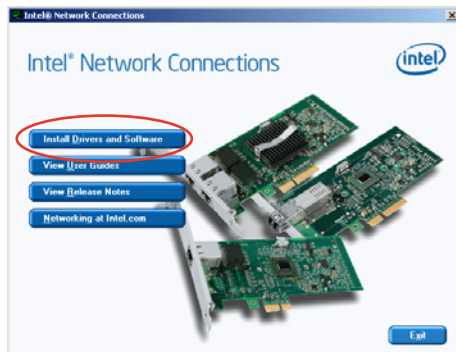 Intel® Network Connections
Intel® Network Connections
intel
Install Drivers and Software
View User Guides
View Release Notes
Networking at Intel.com
Exit